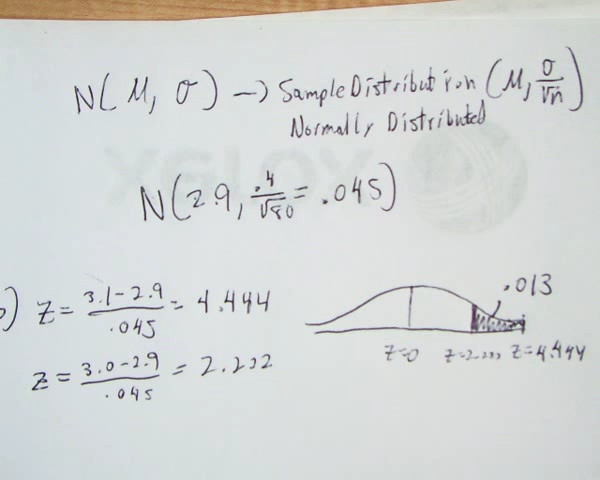 N(M, σ) → Sample Distribution (M, σ/√n)
Normally Distributed
N(2.9, .4/√80 = .045)
) Z = 3.1-2.9/.045 = 4.444
Z = 3.0-2.9/.045 = 2.222
.013
Z=0 Z=2.222 Z=4.444